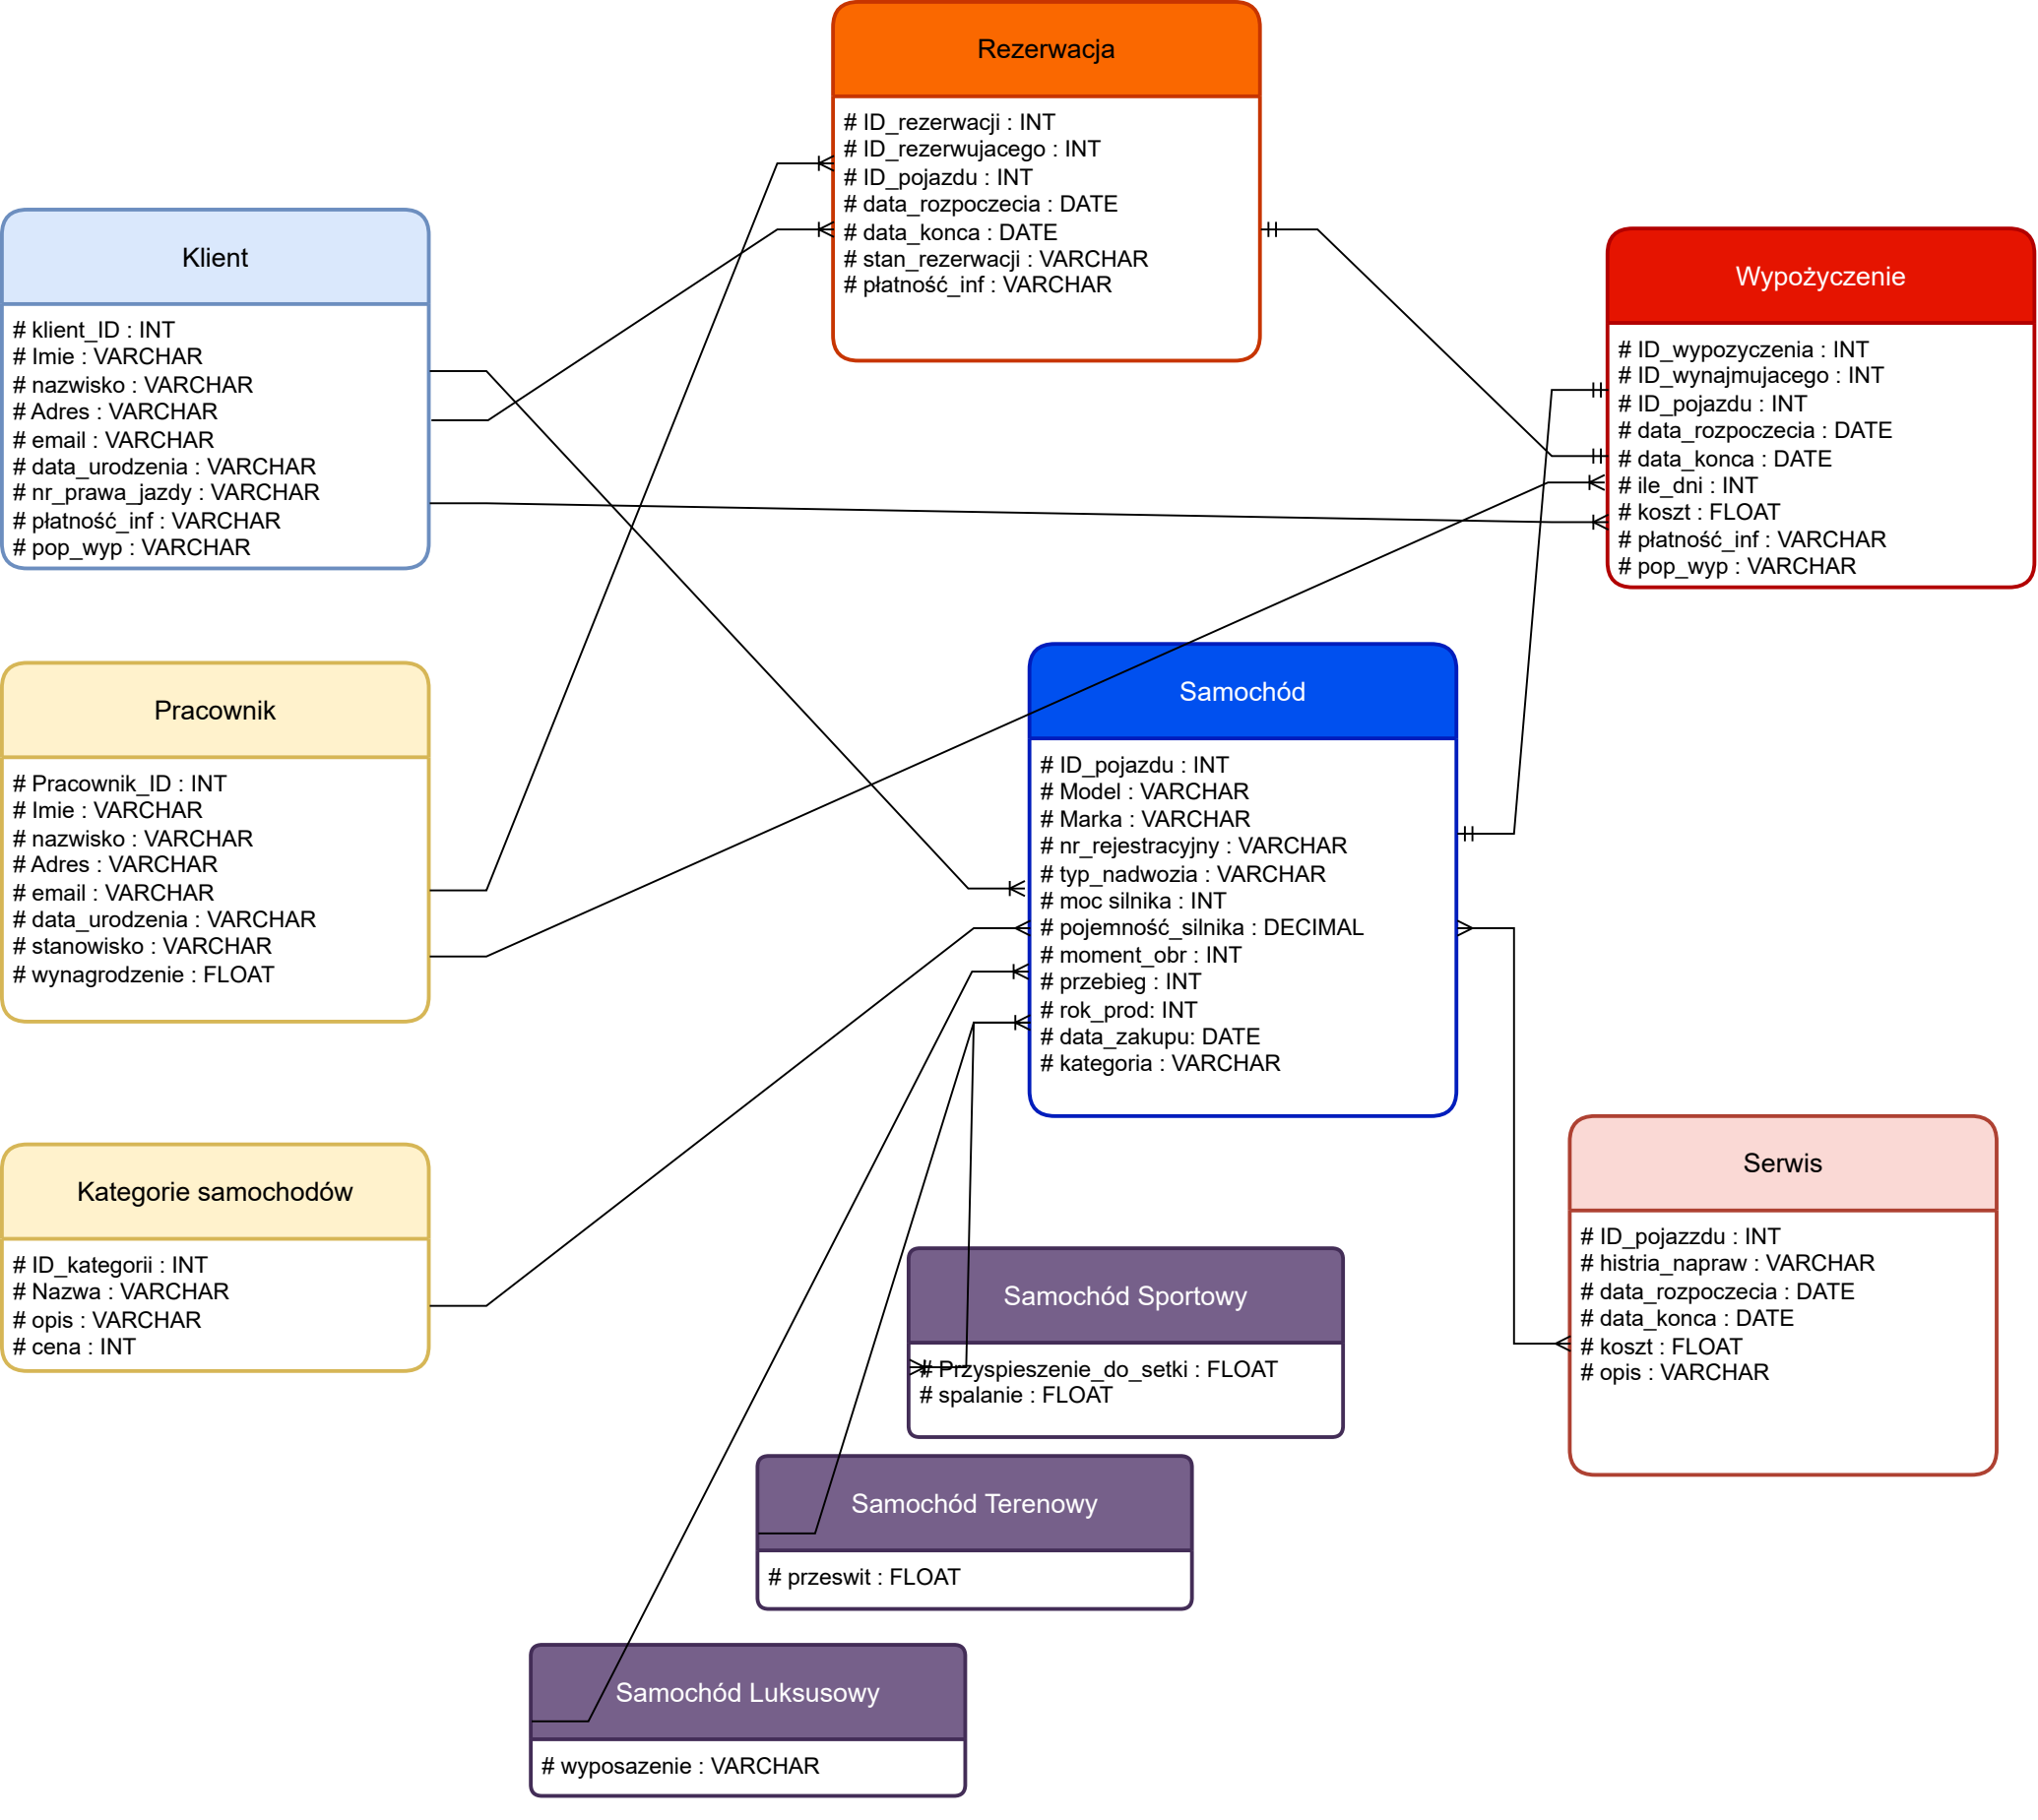 Rezerwacja
# ID_rezerwacji : INT
# ID_rezerwujacego : INT
# ID_pojazdu : INT
# data_rozpoczecia : DATE
# data_konca : DATE
# stan_rezerwacji : VARCHAR
# płatność_inf : VARCHAR
Klient
# klient_ID : INT
# Imie : VARCHAR
# nazwisko : VARCHAR
# Adres : VARCHAR
# email : VARCHAR
# data_urodzenia : VARCHAR
# nr_prawa_jazdy : VARCHAR
# płatność_inf : VARCHAR
# pop_wyp : VARCHAR
Wypożyczenie
# ID_wypozyczenia : INT
# ID_wynajmujacego : INT
# ID_pojazdu : INT
# data_rozpoczecia : DATE
# data_konca : DATE
# ile_dni : INT
# koszt : FLOAT
# płatność_inf : VARCHAR
# pop_wyp : VARCHAR
Pracownik
# Pracownik_ID : INT
# Imie : VARCHAR
# nazwisko : VARCHAR
# Adres : VARCHAR
# email : VARCHAR
# data_urodzenia : VARCHAR
# stanowisko : VARCHAR
# wynagrodzenie : FLOAT
Samochód
# ID_pojazdu : INT
# Model : VARCHAR
# Marka : VARCHAR
# nr_rejestracyjny : VARCHAR
# typ_nadwozia : VARCHAR
# moc silnika : INT
# pojemność_silnika : DECIMAL
# moment_obr : INT
# przebieg : INT
# rok_prod: INT
# data_zakupu: DATE
# kategoria : VARCHAR
Kategorie samochodów
# ID_kategorii : INT
# Nazwa : VARCHAR
# opis : VARCHAR
# cena : INT
Serwis
# ID_pojazzdu : INT
# histria_napraw : VARCHAR
# data_rozpoczecia : DATE
# data_konca : DATE
# koszt : FLOAT
# opis : VARCHAR
Samochód Sportowy
# Przyspieszenie_do_setki : FLOAT
# spalanie : FLOAT
Samochód Terenowy
# przeswit : FLOAT
Samochód Luksusowy
# wyposazenie : VARCHAR